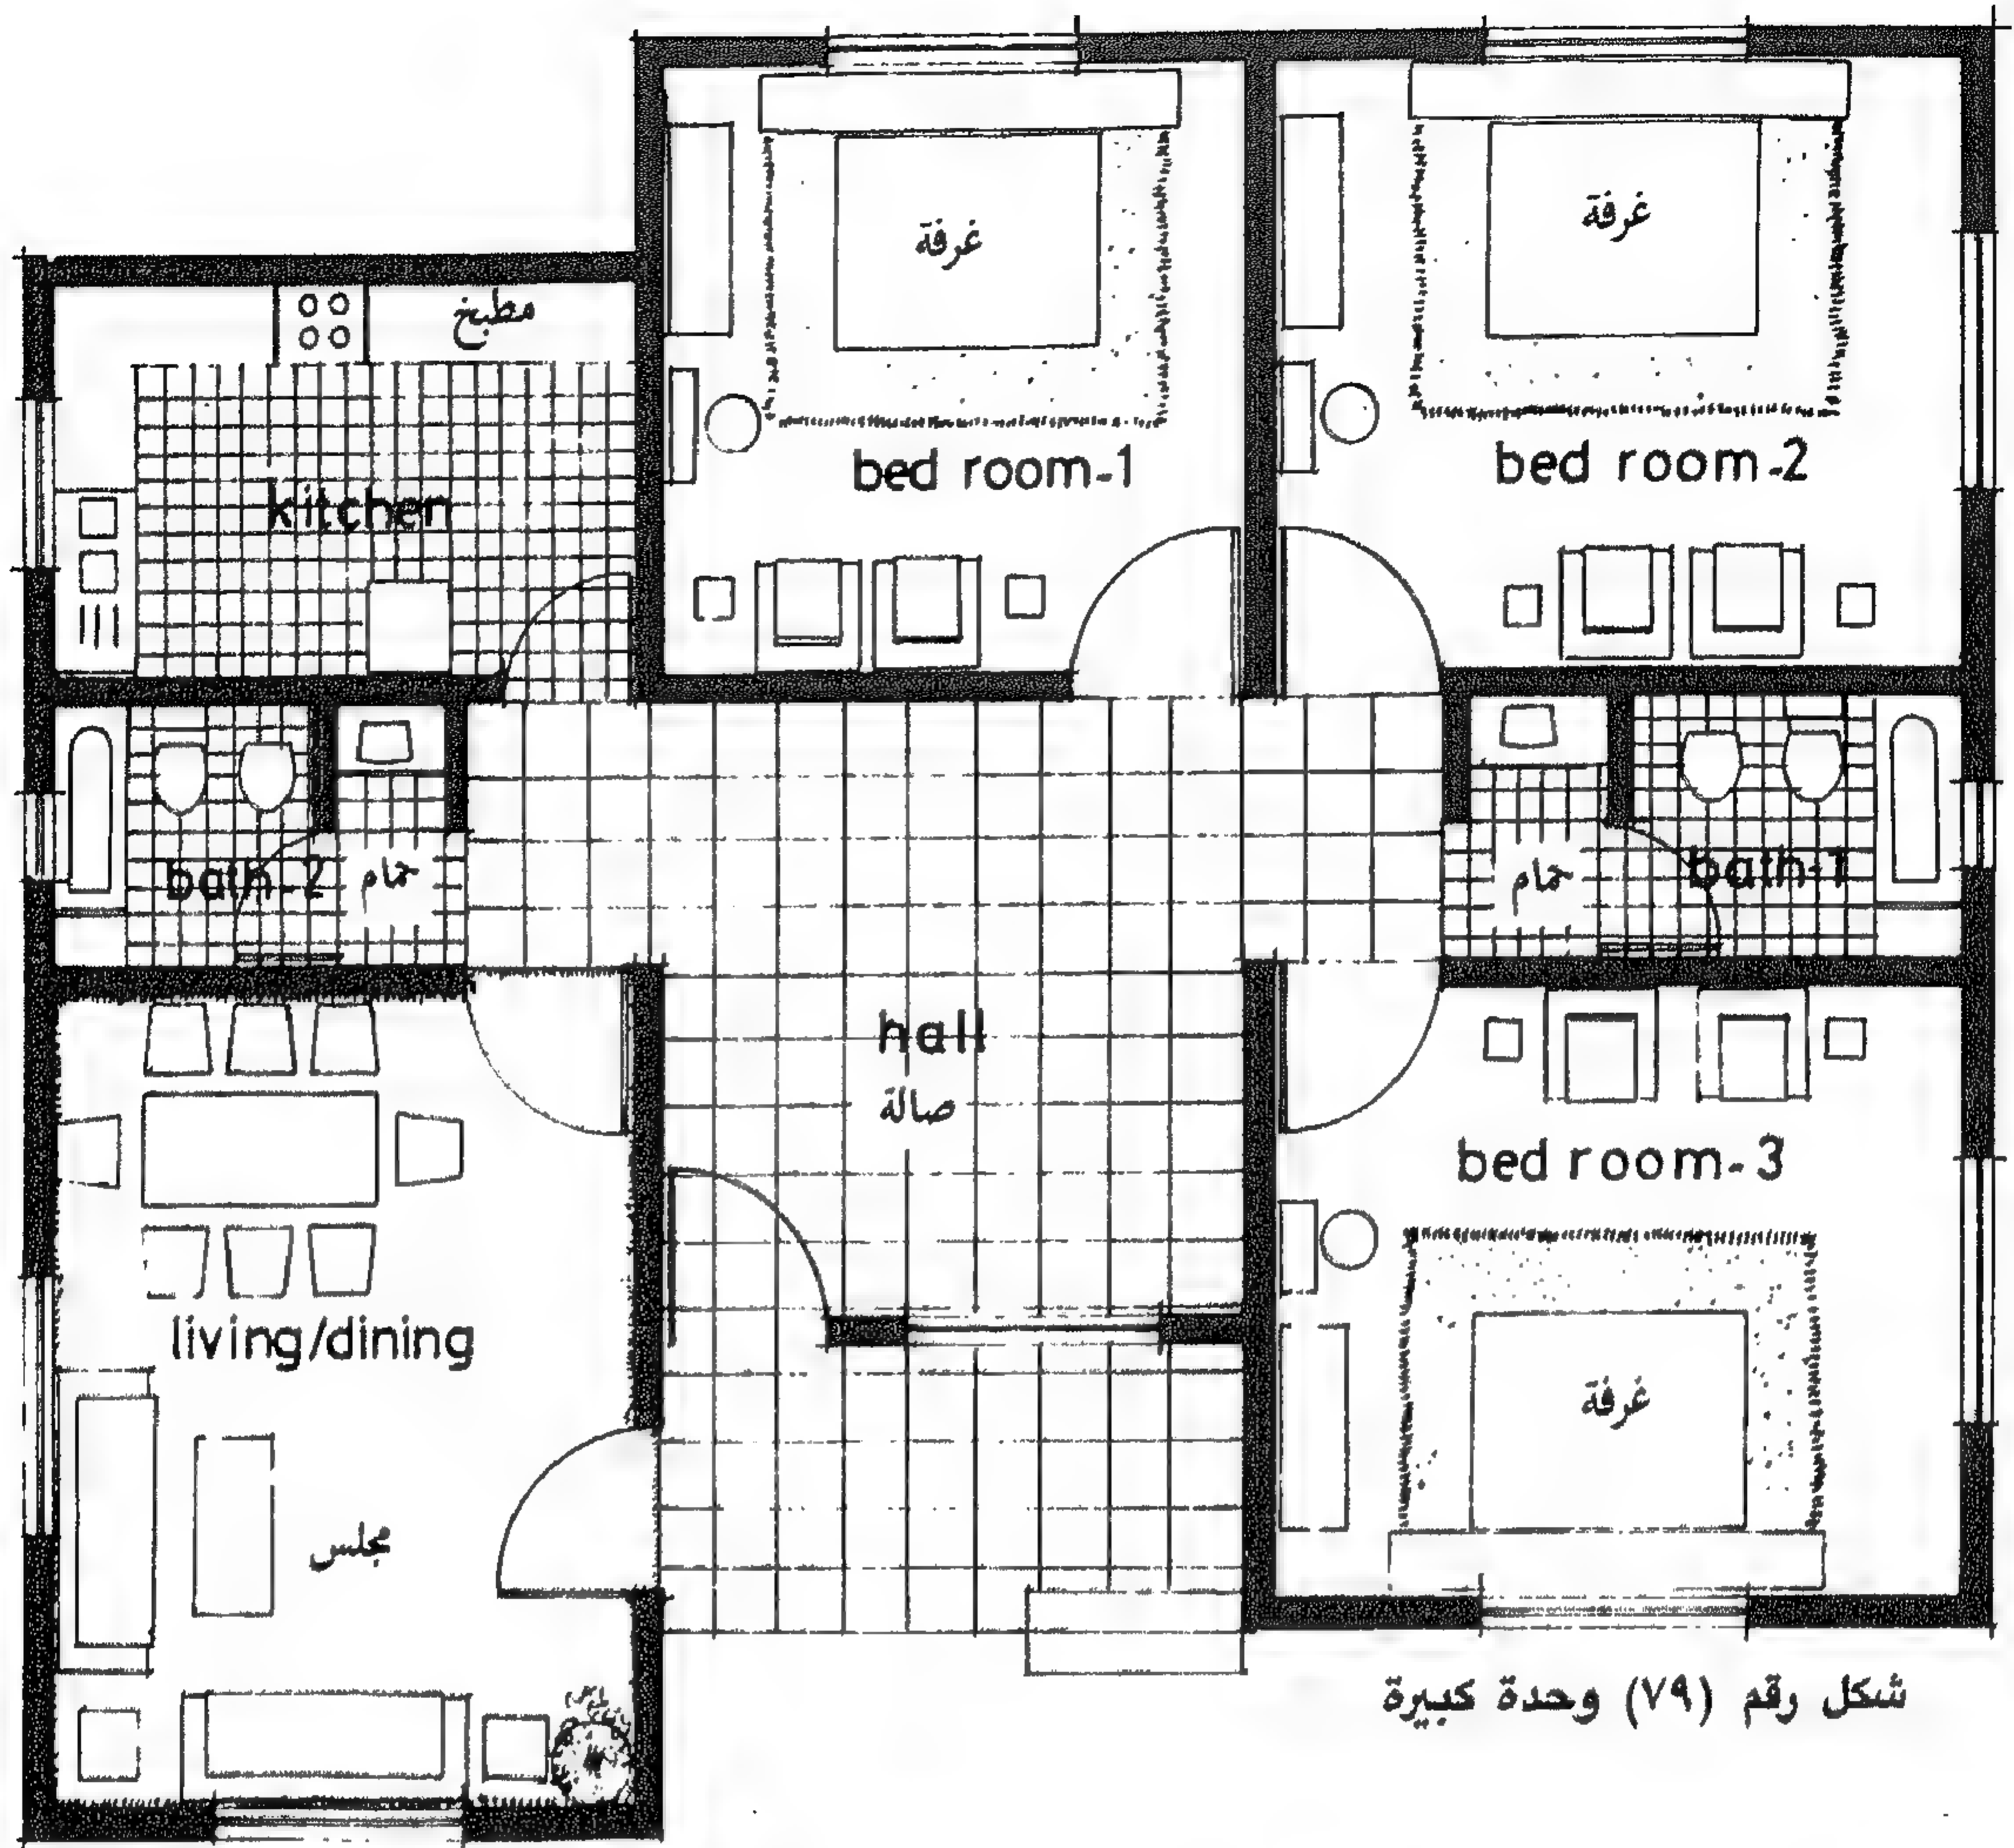 غرفة
غرفة
مطبخ
bed room-1
bed room-2
kitchen
bath-2
حمام
حمام
bath-1
hall
صالة
bed room-3
living/dining
غرفة
مجلس
شكل رقم (٧٩) وحدة كبيرة